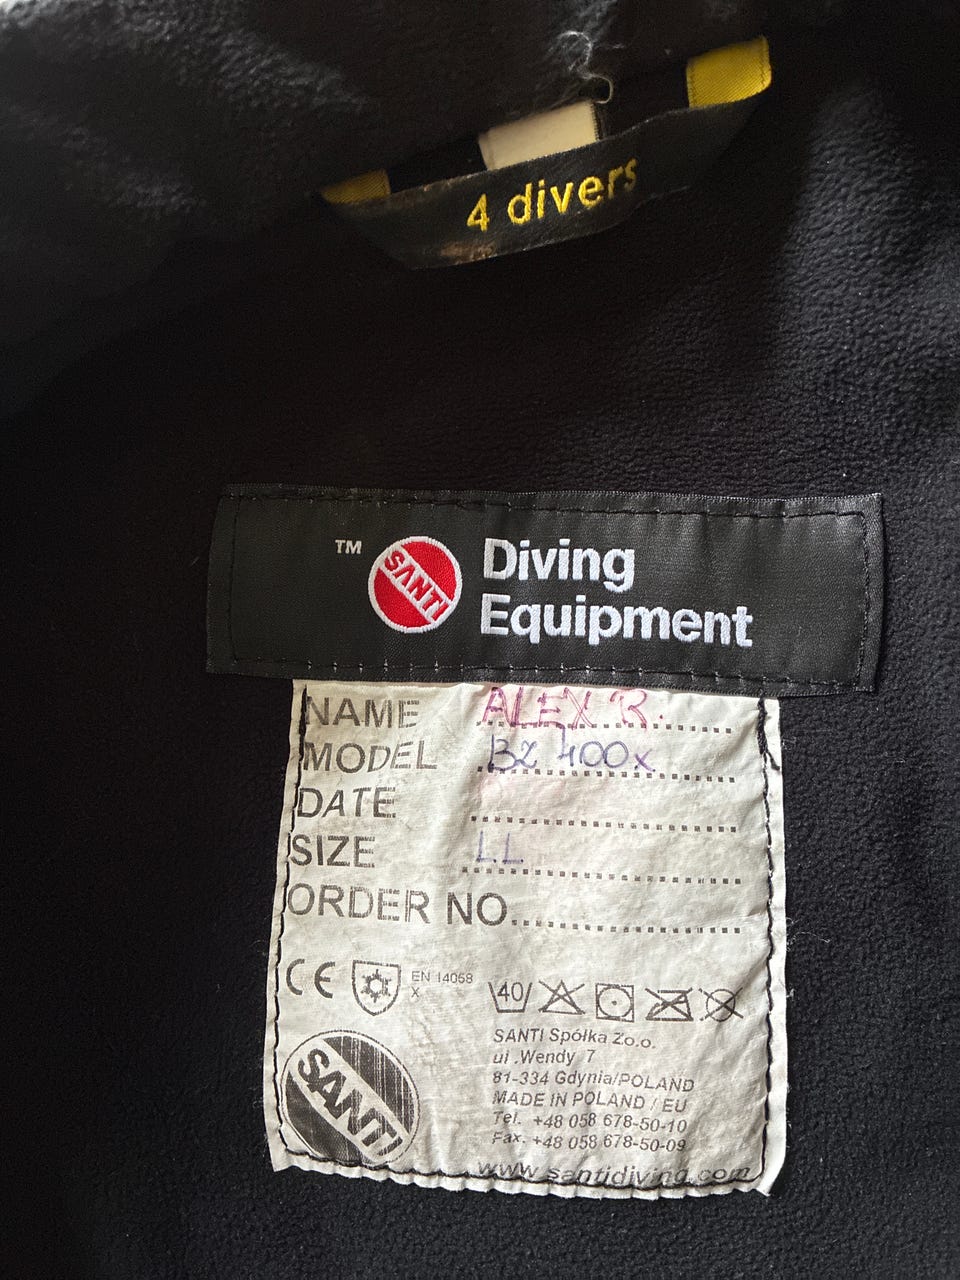 4 divers
TM SANTI Diving
Equipment
NAME ALEX R.
MODEL BZ 400x
DATE
SIZE LL
ORDER NO.
CE EN 14058
X
40
SANTI Spółka Zo.o.
ul .Wendy 7
81-334 Gdynia/POLAND
MADE IN POLAND / EU
Tel. +48 058 678-50-10
Fax. +48 058 678-50-09
SANTI
www.santidiving.com